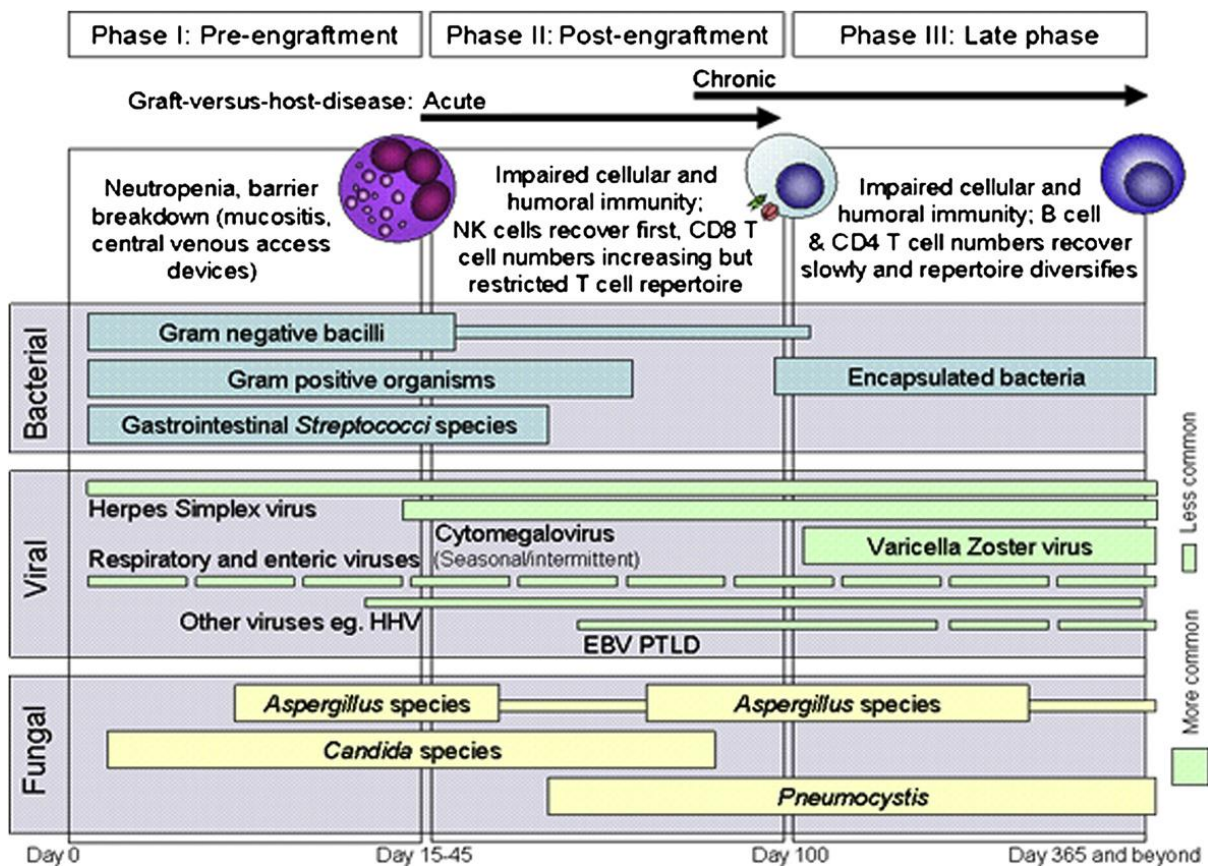 Phase I: Pre-engraftment
Phase II: Post-engraftment
Phase III: Late phase
Chronic
Graft-versus-host-disease: Acute
Neutropenia, barrier
breakdown (mucositis,
central venous access
devices)
Impaired cellular and
humoral immunity;
NK cells recover first, CD8 T
cell numbers increasing but
restricted T cell repertoire
Impaired cellular and
humoral immunity; B cell
& CD4 T cell numbers recover
slowly and repertoire diversifies
Bacterial
Gram negative bacilli
Gram positive organisms
Encapsulated bacteria
Gastrointestinal Streptococci species
Viral
Herpes Simplex virus
Cytomegalovirus
Respiratory and enteric viruses (Seasonal/intermittent)
Varicella Zoster virus
Other viruses eg. HHV
EBV PTLD
Fungal
Aspergillus species
Aspergillus species
Candida species
Pneumocystis
Less common
More common
Day 0
Day 15-45
Day 100
Day 365 and beyond